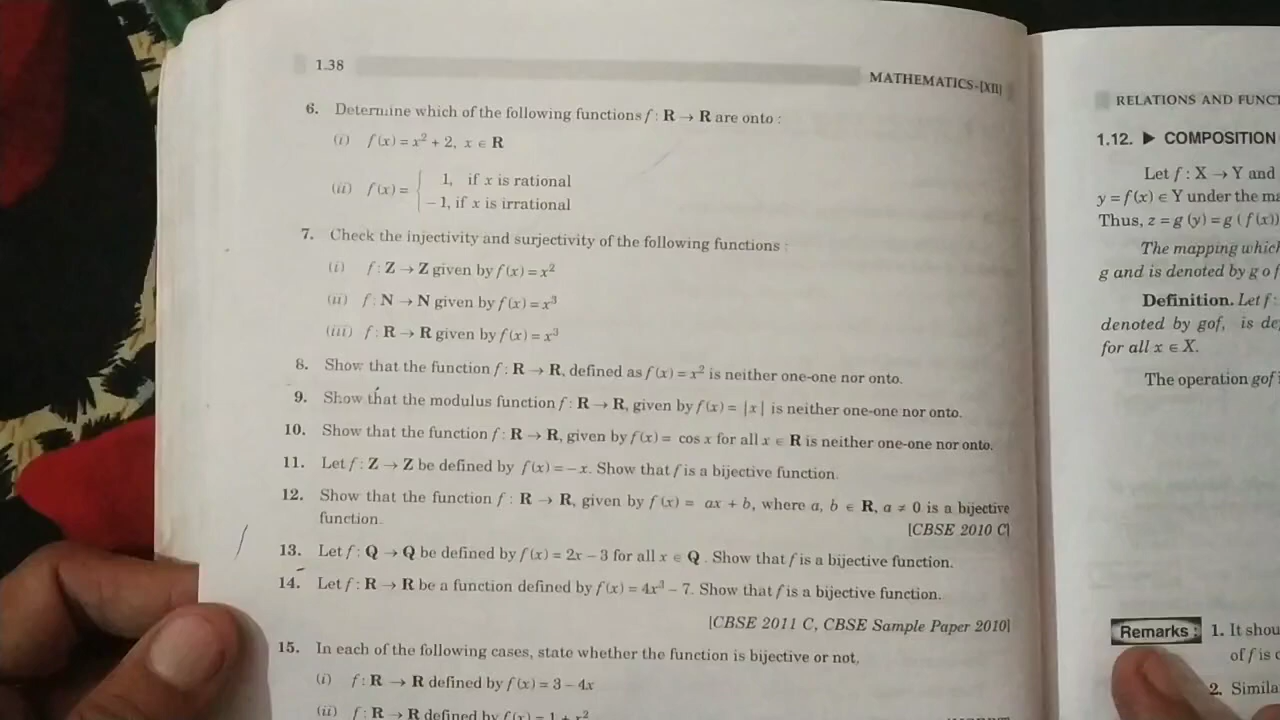 1.38
MATHEMATICS-[XII]
6. Determine which of the following functions f : R → R are onto :
(i) f(x) = x² + 2, x ∈ R
(ii) f(x) = { 1, if x is rational
– 1, if x is irrational
7. Check the injectivity and surjectivity of the following functions :
(i) f : Z → Z given by f(x) = x²
(ii) f : N → N given by f(x) = x³
(iii) f : R → R given by f(x) = x³
8. Show that the function f : R → R, defined as f(x) = x² is neither one-one nor onto.
9. Show that the modulus function f : R → R, given by f(x) = |x| is neither one-one nor onto.
10. Show that the function f : R → R, given by f(x) = cos x for all x ∈ R is neither one-one nor onto.
11. Let f : Z → Z be defined by f(x) = –x. Show that f is a bijective function.
12. Show that the function f : R → R, given by f(x) = ax + b, where a, b ∈ R, a ≠ 0 is a bijective
function.
[CBSE 2010 C]
13. Let f : Q → Q be defined by f(x) = 2x – 3 for all x ∈ Q. Show that f is a bijective function.
14. Let f : R → R be a function defined by f(x) = 4x³ – 7. Show that f is a bijective function.
[CBSE 2011 C, CBSE Sample Paper 2010]
15. In each of the following cases, state whether the function is bijective or not,
(i) f : R → R defined by f(x) = 3 – 4x
(ii) f : R → R defined by f(x) = 1 + x²
RELATIONS AND
1.12. ▶ COMPOSITION
Let f : X → Y and
y = f(x) ∈ Y under the
Thus, z = g (y) = g ( f(x))
The mapping
g and is denoted by g o f
Definition. Let f :
denoted by gof, is
for all x ∈ X.
The operation gof
Remarks : 1. It
of f is
2.